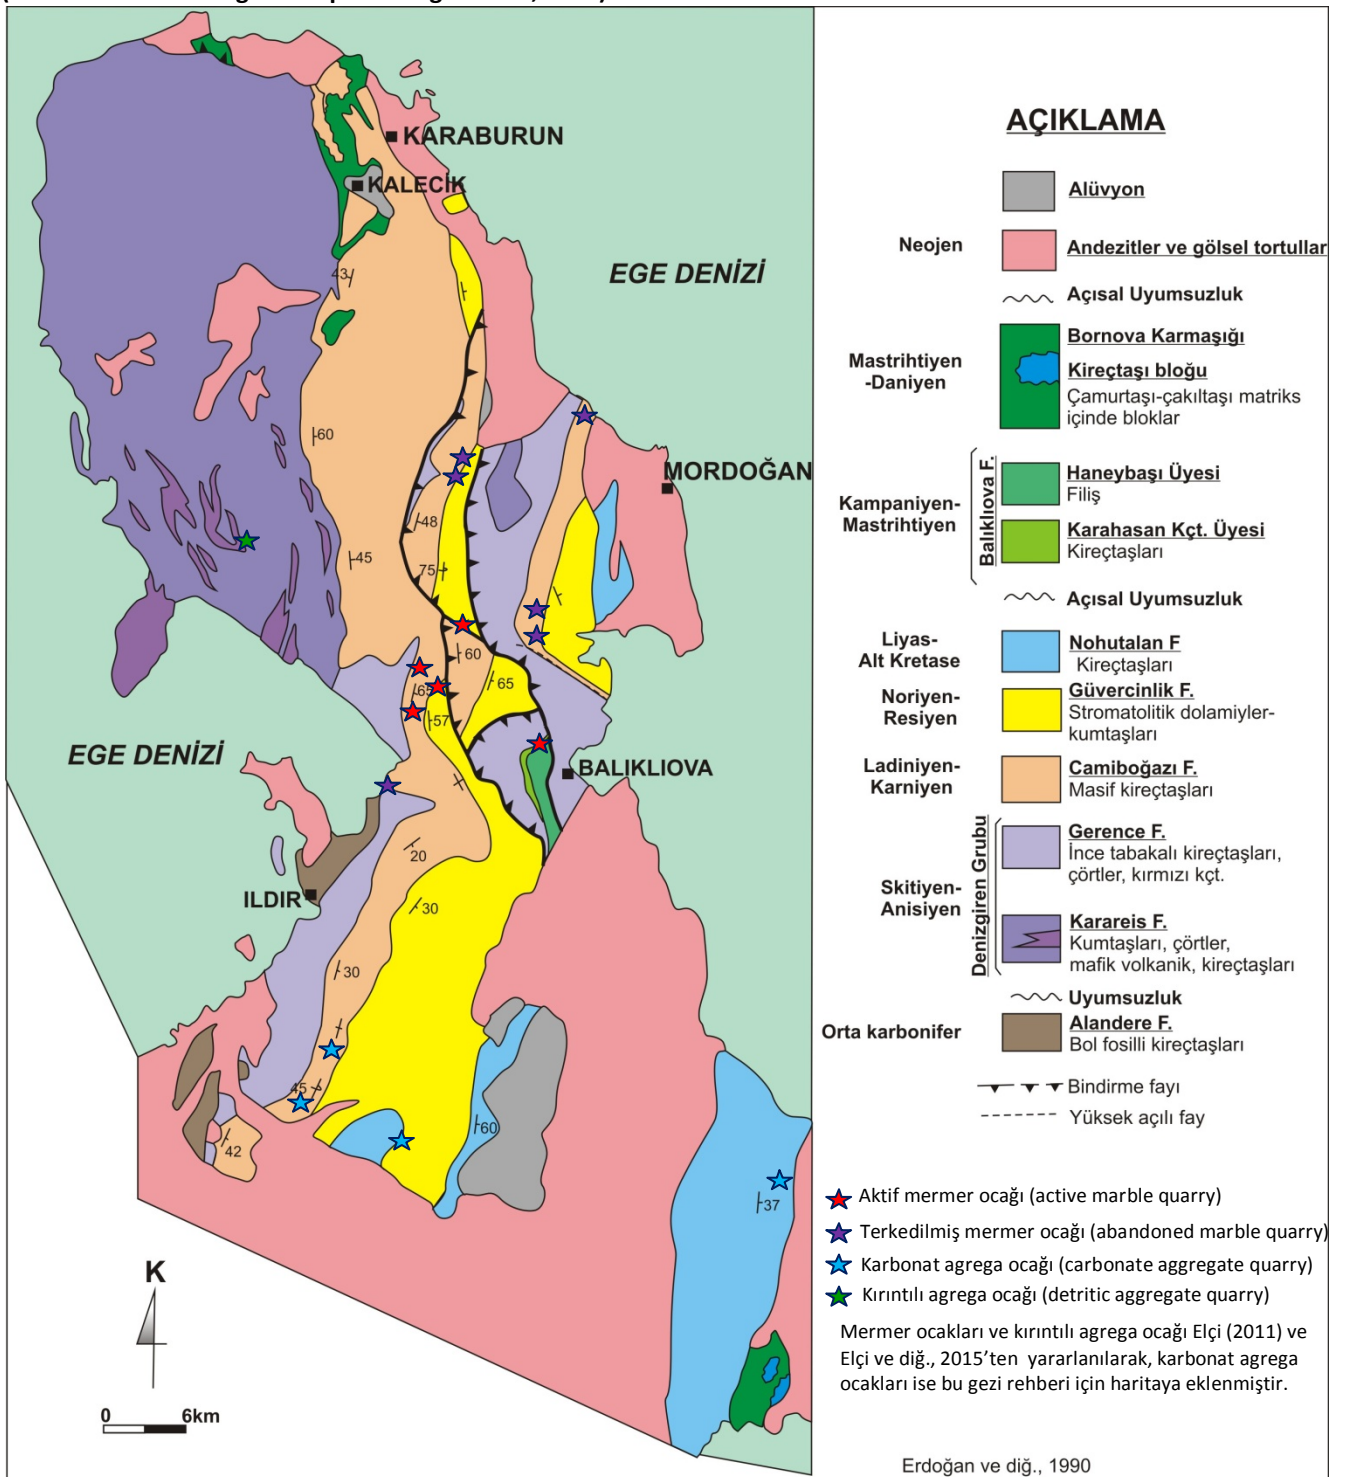 KARABURUN
KALECİK
EGE DENİZİ
43
60
MORDOĞAN
48
45
75
60
65
65
57
EGE DENİZİ
BALIKLIOVA
20
ILDIR
30
30
45
60
42
37
K
0 6km
AÇIKLAMA
Alüvyon
Neojen
Andezitler ve gölsel tortullar
Açısal Uyumsuzluk
Mastrihtiyen
-Daniyen
Bornova Karmaşığı
Kireçtaşı bloğu
Çamurtaşı-çakıltaşı matriks
içinde bloklar
Kampaniyen-
Mastrihtiyen
Balıklıova F.
Haneybaşı Üyesi
Filiş
Karahasan Kçt. Üyesi
Kireçtaşları
Açısal Uyumsuzluk
Liyas-
Alt Kretase
Nohutalan F
Kireçtaşları
Noriyen-
Resiyen
Güvercinlik F.
Stromatolitik dolamiyler-
kumtaşları
Ladiniyen-
Karniyen
Camiboğazı F.
Masif kireçtaşları
Skitiyen-
Anisiyen
Denizgiren Grubu
Gerence F.
İnce tabakalı kireçtaşları,
çörtler, kırmızı kçt.
Karareis F.
Kumtaşları, çörtler,
mafik volkanik, kireçtaşları
Uyumsuzluk
Orta karbonifer
Alandere F.
Bol fosilli kireçtaşları
Bindirme fayı
Yüksek açılı fay
Aktif mermer ocağı (active marble quarry)
Terkedilmiş mermer ocağı (abandoned marble quarry)
Karbonat agrega ocağı (carbonate aggregate quarry)
Kırıntılı agrega ocağı (detritic aggregate quarry)
Mermer ocakları ve kırıntılı agrega ocağı Elçi (2011) ve
Elçi ve diğ., 2015’ten yararlanılarak, karbonat agrega
ocakları ise bu gezi rehberi için haritaya eklenmiştir.
Erdoğan ve diğ., 1990